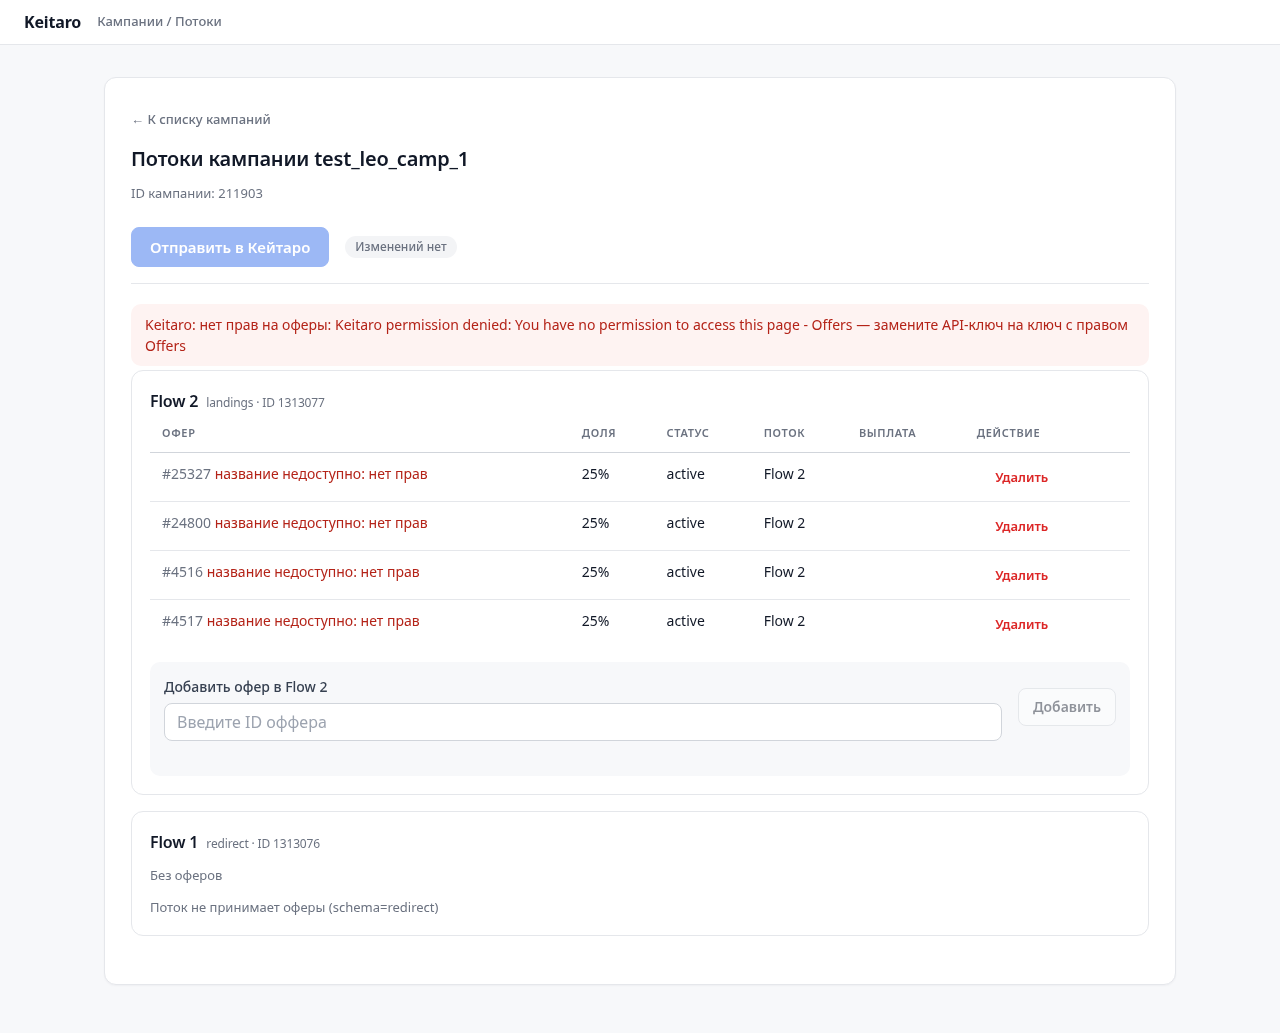 Keitaro Кампании / Потоки
← К списку кампаний
Потоки кампании test_leo_camp_1
ID кампании: 211903
Отправить в Кейтаро Изменений нет
Keitaro: нет прав на оферы: Keitaro permission denied: You have no permission to access this page - Offers — замените API-ключ на ключ с правом
Offers
Flow 2 landings · ID 1313077
ОФЕР ДОЛЯ СТАТУС ПОТОК ВЫПЛАТА ДЕЙСТВИЕ
#25327 название недоступно: нет прав 25% active Flow 2 Удалить
#24800 название недоступно: нет прав 25% active Flow 2 Удалить
#4516 название недоступно: нет прав 25% active Flow 2 Удалить
#4517 название недоступно: нет прав 25% active Flow 2 Удалить
Добавить офер в Flow 2
Введите ID оффера Добавить
Flow 1 redirect · ID 1313076
Без оферов
Поток не принимает оферы (schema=redirect)